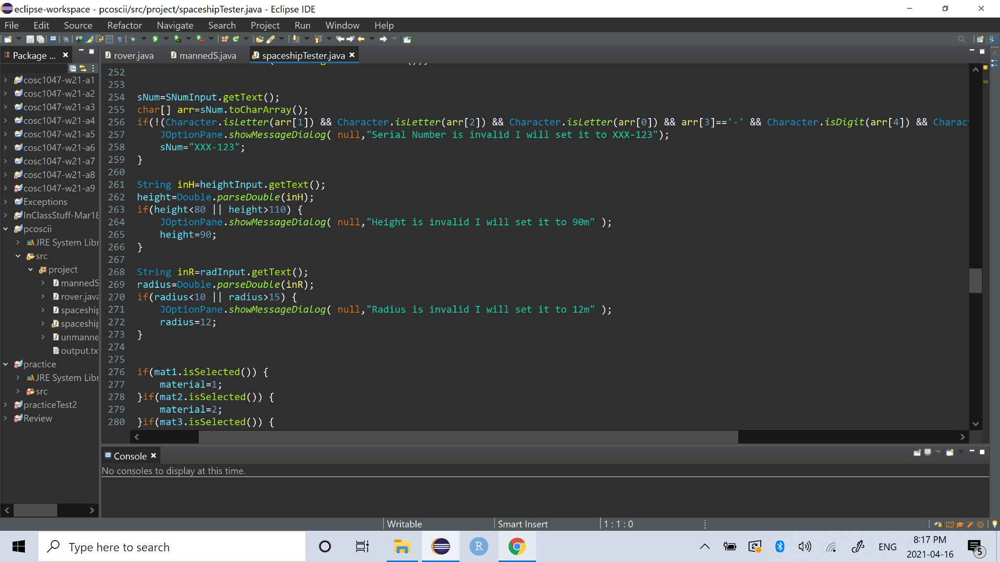 eclipse-workspace - pcoscii/src/project/spaceshipTester.java - Eclipse IDE
File Edit Source Refactor Navigate Search Project Run Window Help
Package ...
rover.java mannedS.java spaceshipTester.java
cosc1047-w21-a1
cosc1047-w21-a2
cosc1047-w21-a3
cosc1047-w21-a4
cosc1047-w21-a5
cosc1047-w21-a6
cosc1047-w21-a7
cosc1047-w21-a8
cosc1047-w21-a9
Exceptions
InClassStuff-Mar18
pcoscii
JRE System Libr
src
project
mannedS
rover.java
spaceship
spaceship
unmanne
output.tx
practice
JRE System Libr
src
practiceTest2
Review
252
253
254 sNum=SNumInput.getText();
255 char[] arr=sNum.toCharArray();
256 if(!(Character.isLetter(arr[1]) && Character.isLetter(arr[2]) && Character.isLetter(arr[0]) && arr[3]=='-' && Character.isDigit(arr[4]) && Charac
257 JOptionPane.showMessageDialog( null,"Serial Number is invalid I will set it to XXX-123");
258 sNum="XXX-123";
259 }
260
261 String inH=heightInput.getText();
262 height=Double.parseDouble(inH);
263 if(height<80 || height>110) {
264 JOptionPane.showMessageDialog( null,"Height is invalid I will set it to 90m" );
265 height=90;
266 }
267
268 String inR=radInput.getText();
269 radius=Double.parseDouble(inR);
270 if(radius<10 || radius>15) {
271 JOptionPane.showMessageDialog( null,"Radius is invalid I will set it to 12m" );
272 radius=12;
273 }
274
275
276 if(mat1.isSelected()) {
277 material=1;
278 }if(mat2.isSelected()) {
279 material=2;
280 }if(mat3.isSelected()) {
Console
No consoles to display at this time.
Writable Smart Insert 1 : 1 : 0
Type here to search
R
ENG
8:17 PM
2021-04-16
5